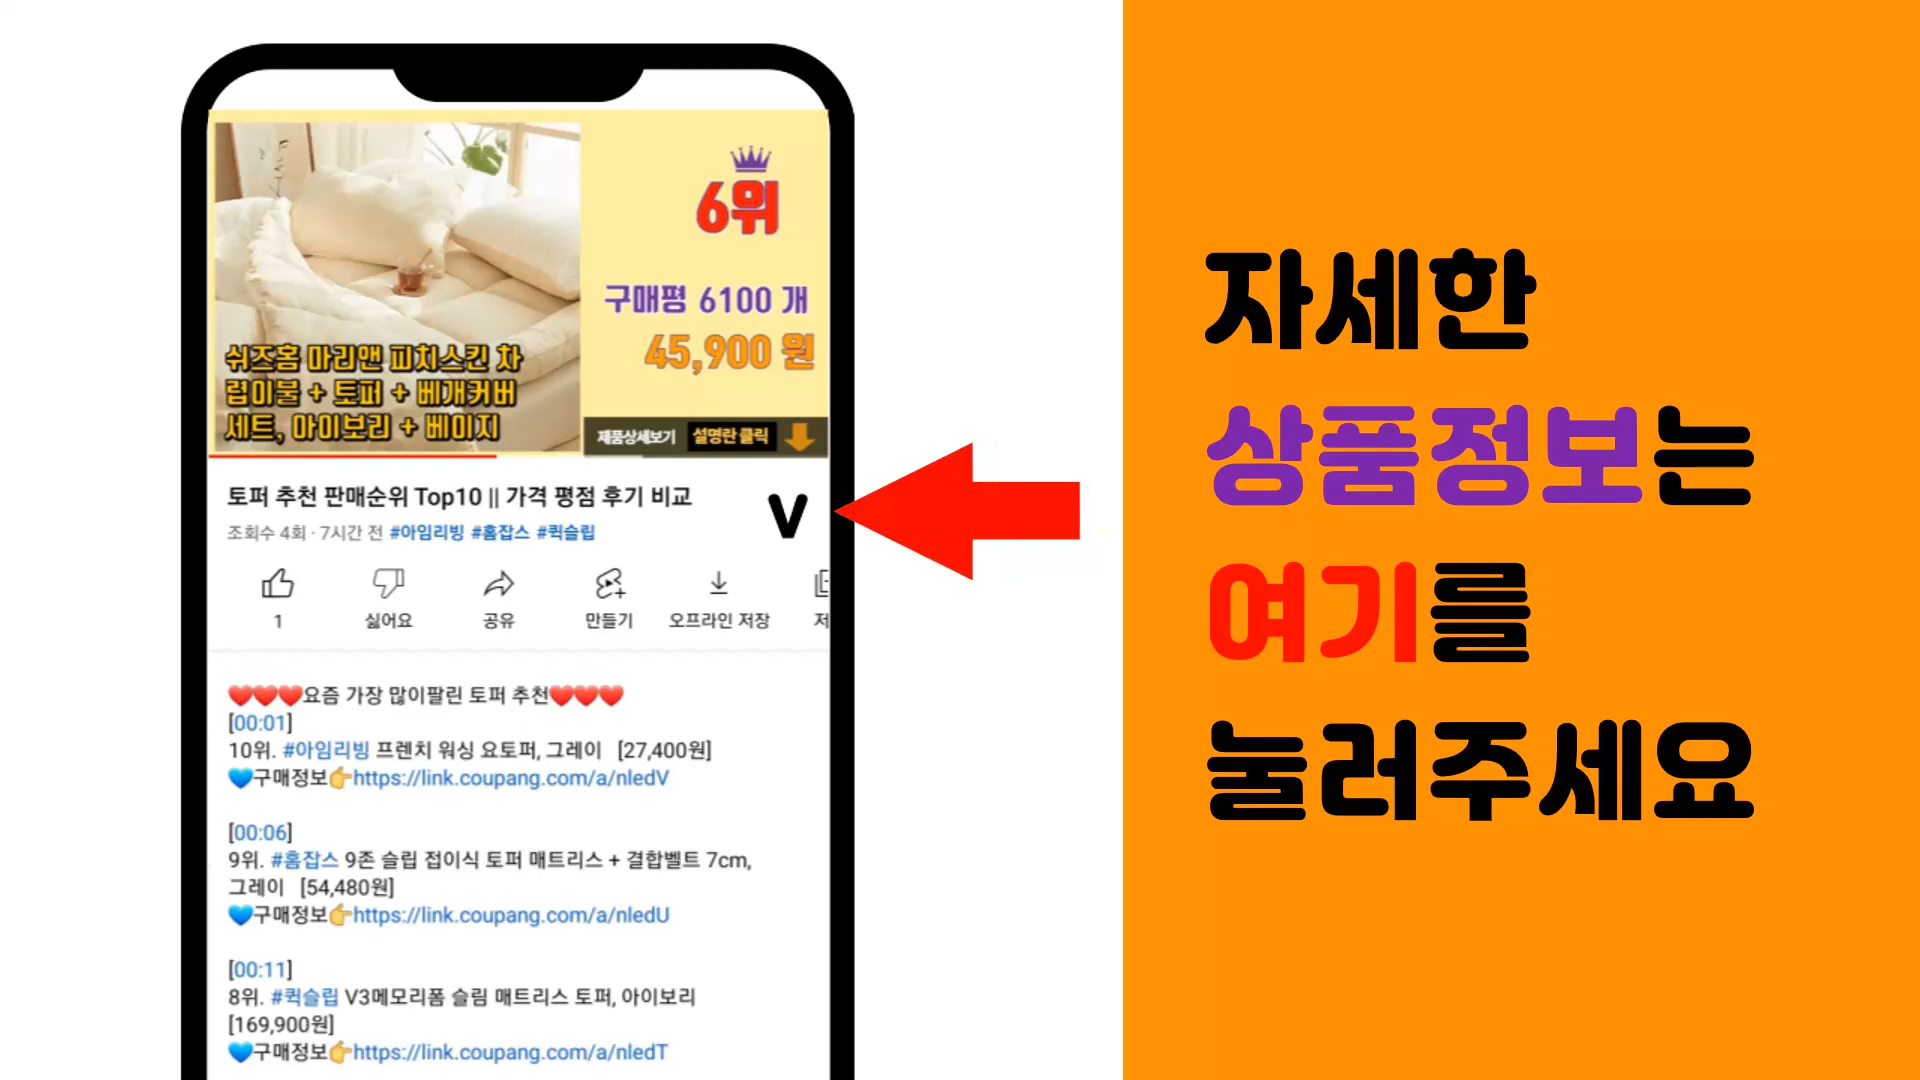 6위
구매평 6100 개
45,900 원
쉬즈홈 마리앤 피치스킨 차
렵이불 + 토퍼 + 베개커버
세트, 아이보리 + 베이지
제품상세보기 설명란 클릭
토퍼 추천 판매순위 Top10 || 가격 평점 후기 비교
V
조회수 4회 · 7시간 전 #아임리빙 #홈잡스 #퀵슬립
1 싫어요 공유 만들기 오프라인 저장 저
❤️❤️❤️요즘 가장 많이팔린 토퍼 추천❤️❤️❤️
[00:01]
10위. #아임리빙 프렌치 워싱 요토퍼, 그레이 [27,400원]
💙구매정보👉https://link.coupang.com/a/nledV
[00:06]
9위. #홈잡스 9존 슬립 접이식 토퍼 매트리스 + 결합벨트 7cm,
그레이 [54,480원]
💙구매정보👉https://link.coupang.com/a/nledU
[00:11]
8위. #퀵슬립 V3메모리폼 슬림 매트리스 토퍼, 아이보리
[169,900원]
💙구매정보👉https://link.coupang.com/a/nledT
자세한
상품정보는
여기를
눌러주세요